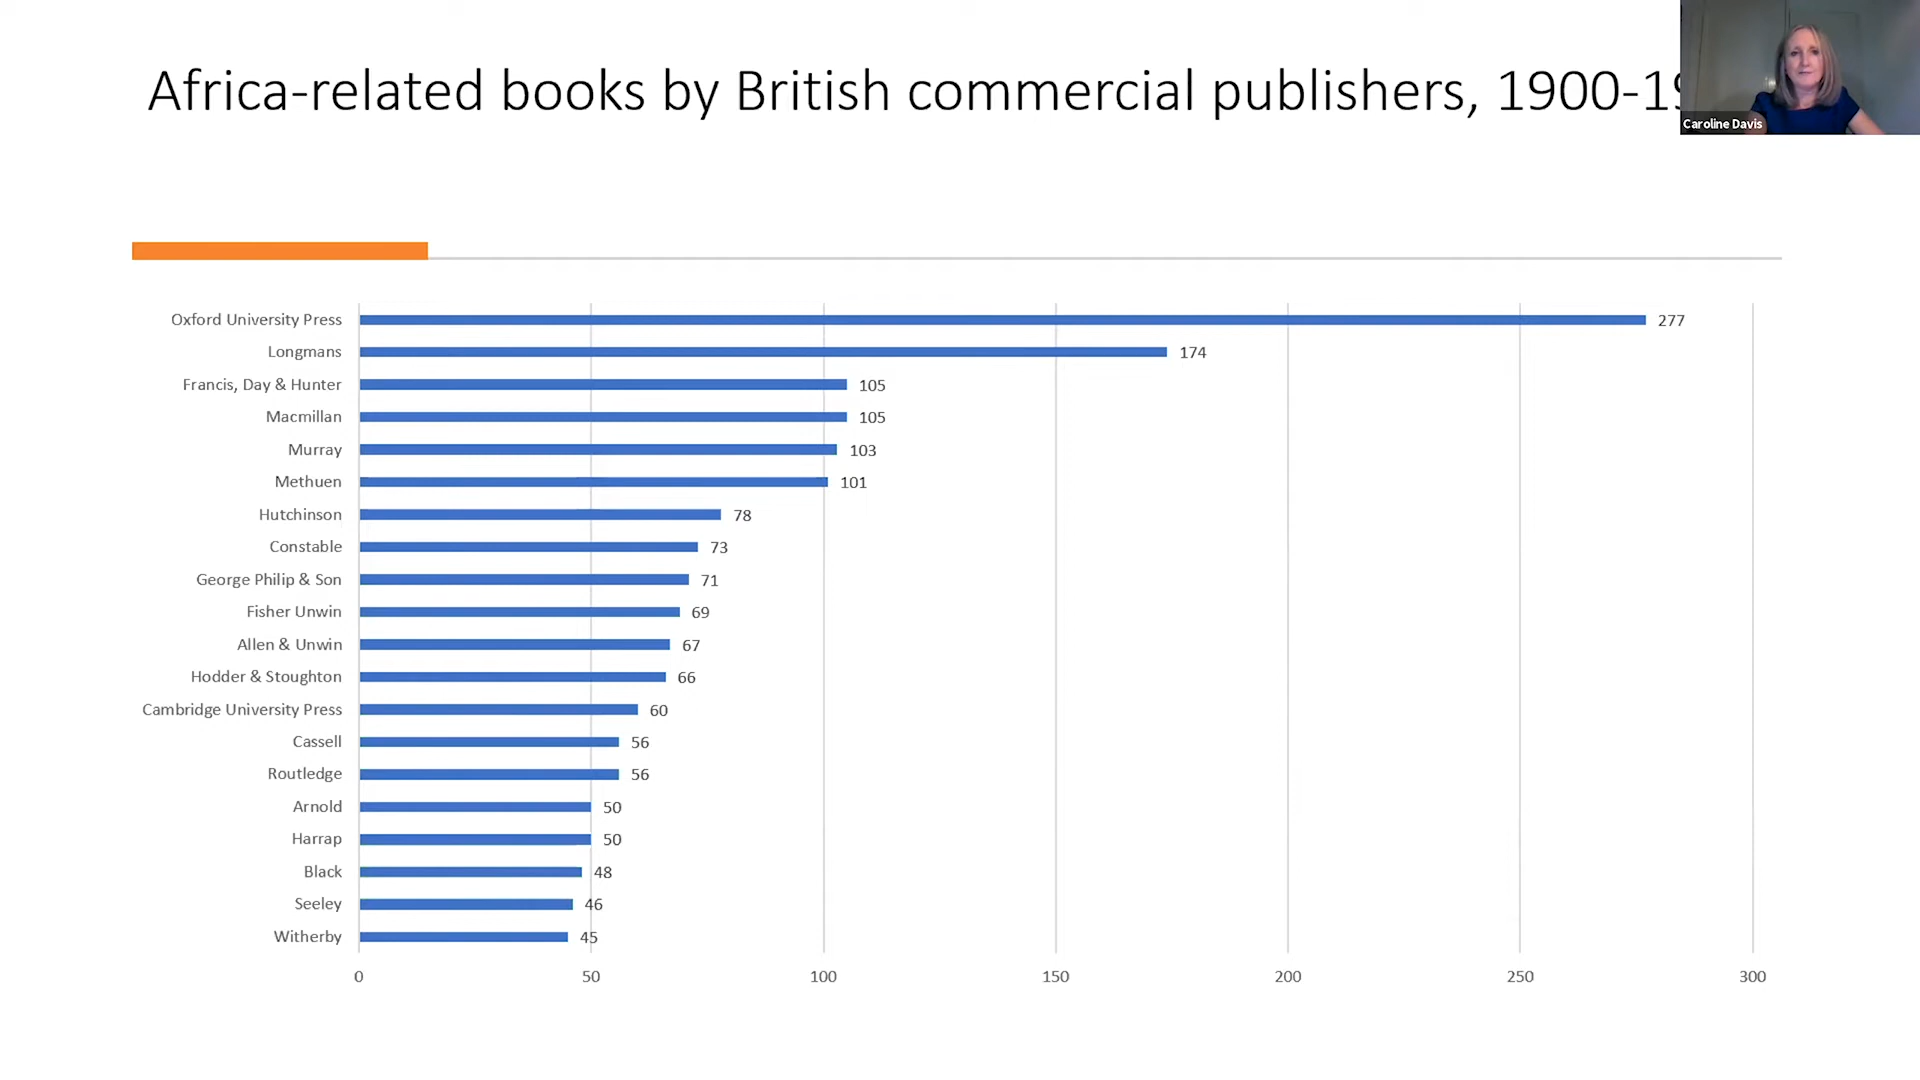 Africa-related books by British commercial publishers, 1900-19
Caroline Davis
Oxford University Press 277
Longmans 174
Francis, Day & Hunter 105
Macmillan 105
Murray 103
Methuen 101
Hutchinson 78
Constable 73
George Philip & Son 71
Fisher Unwin 69
Allen & Unwin 67
Hodder & Stoughton 66
Cambridge University Press 60
Cassell 56
Routledge 56
Arnold 50
Harrap 50
Black 48
Seeley 46
Witherby 45
0 50 100 150 200 250 300